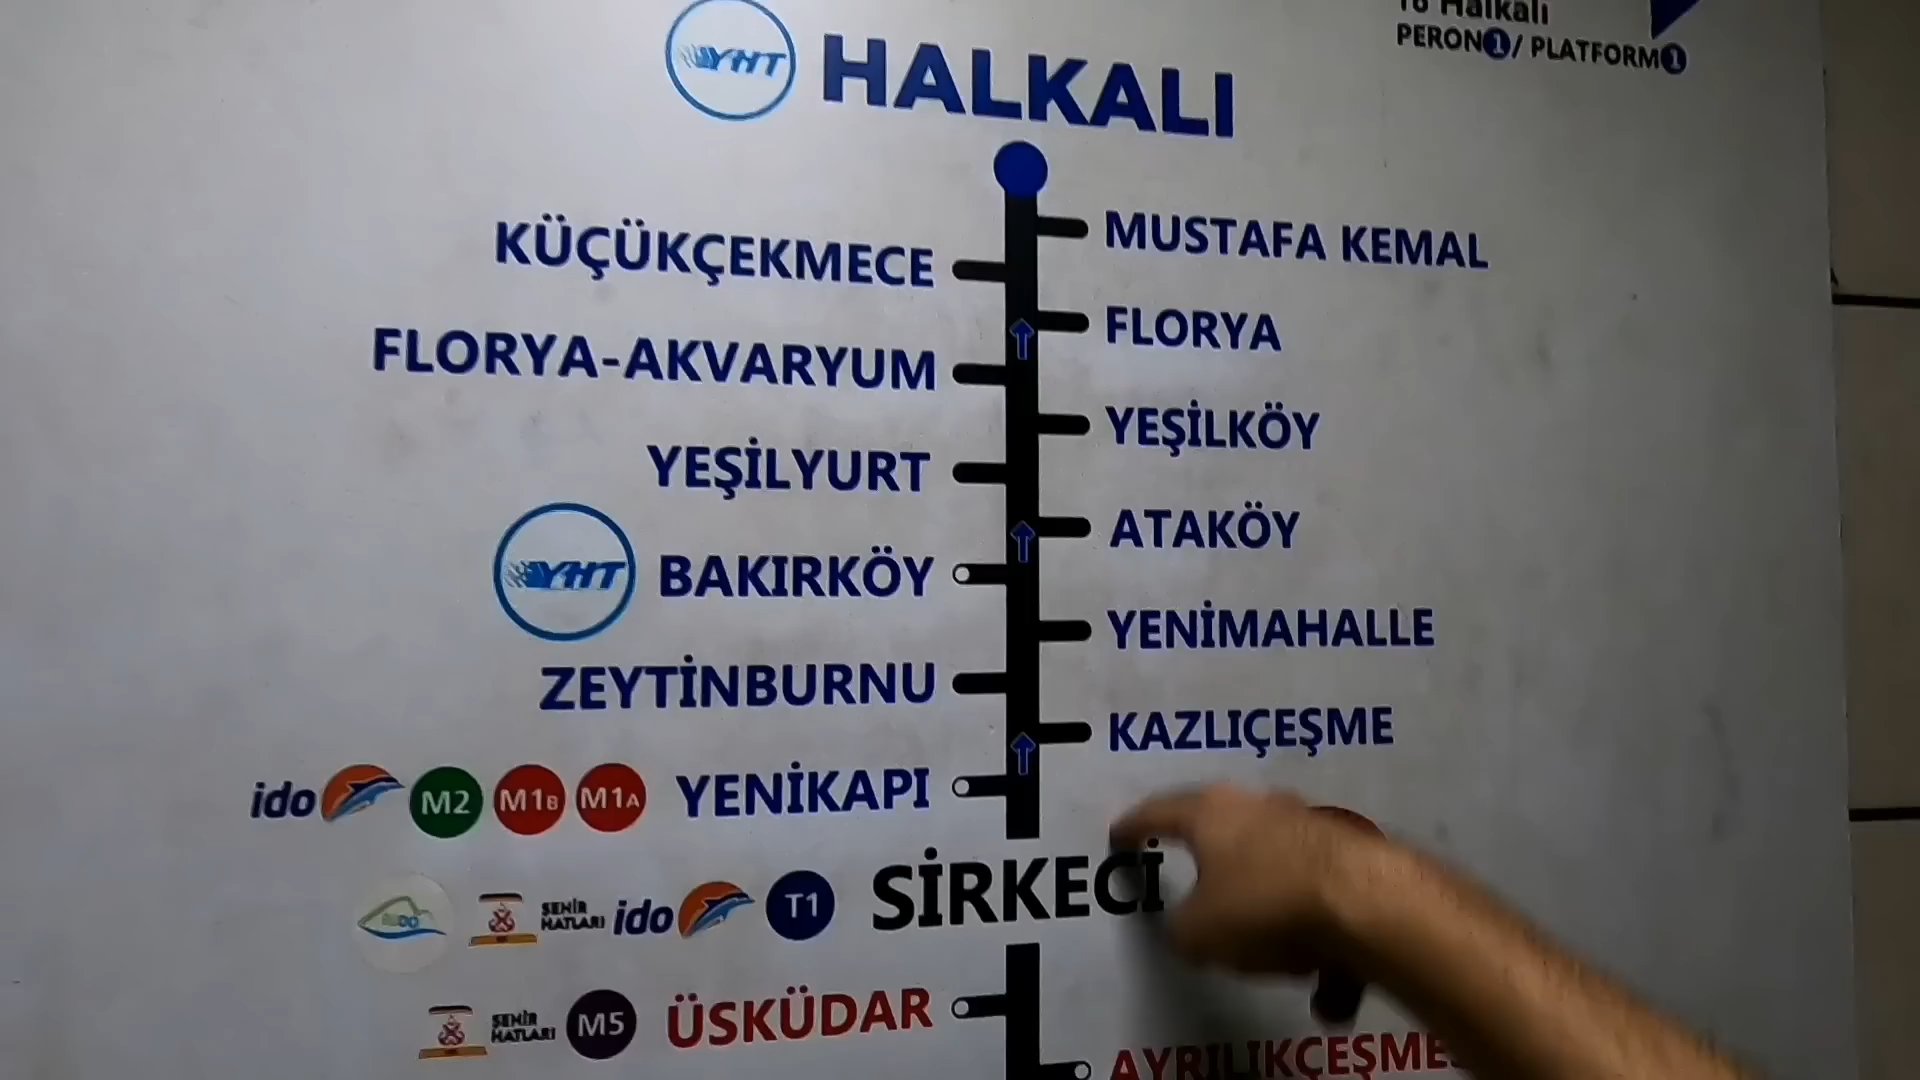 To Halkalı
PERON 1 / PLATFORM 1
YHT HALKALI
MUSTAFA KEMAL
KÜÇÜKÇEKMECE
FLORYA
FLORYA-AKVARYUM
YEŞİLKÖY
YEŞİLYURT
ATAKÖY
YHT BAKIRKÖY
YENİMAHALLE
ZEYTİNBURNU
KAZLIÇEŞME
ido M2 M1B M1A YENİKAPI
ŞEHİR HATLARI ido T1 SİRKECİ
ŞEHİR HATLARI M5 ÜSKÜDAR
AYRILIKÇEŞMESİ